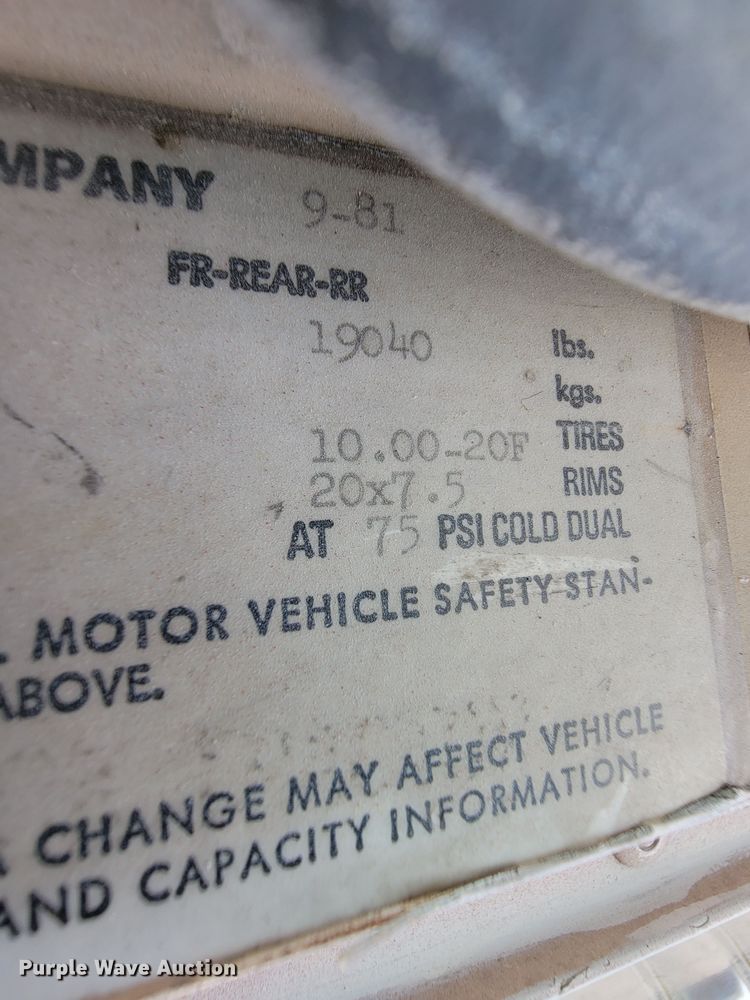 MPANY 9-81
FR-REAR-RR
19040 lbs.
kgs.
10.00-20F TIRES
20x7.5 RIMS
AT 75 PSI COLD DUAL
. MOTOR VEHICLE SAFETY STAN-
ABOVE.
A CHANGE MAY AFFECT VEHICLE
AND CAPACITY INFORMATION.
Purple Wave Auction